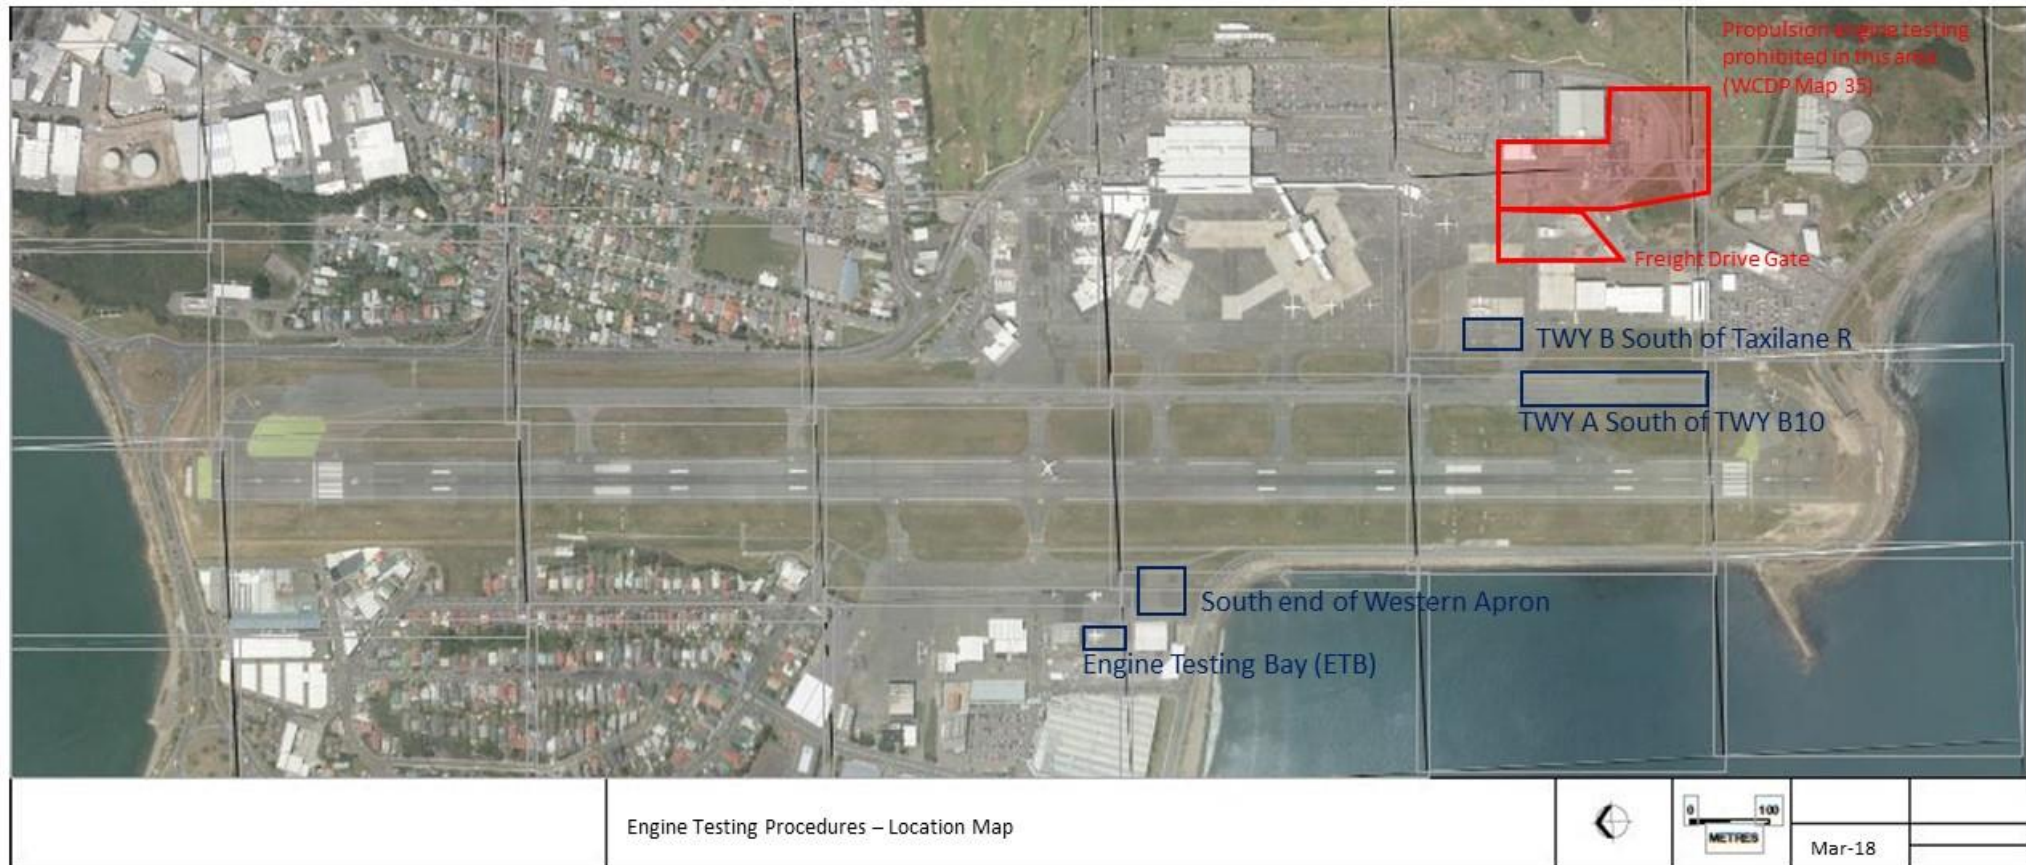 Propulsion engine testing
prohibited in this area
(WCDP Map 35)
Freight Drive Gate
TWY B South of Taxilane R
TWY A South of TWY B10
South end of Western Apron
Engine Testing Bay (ETB)
Engine Testing Procedures – Location Map
0 100
METRES
Mar-18